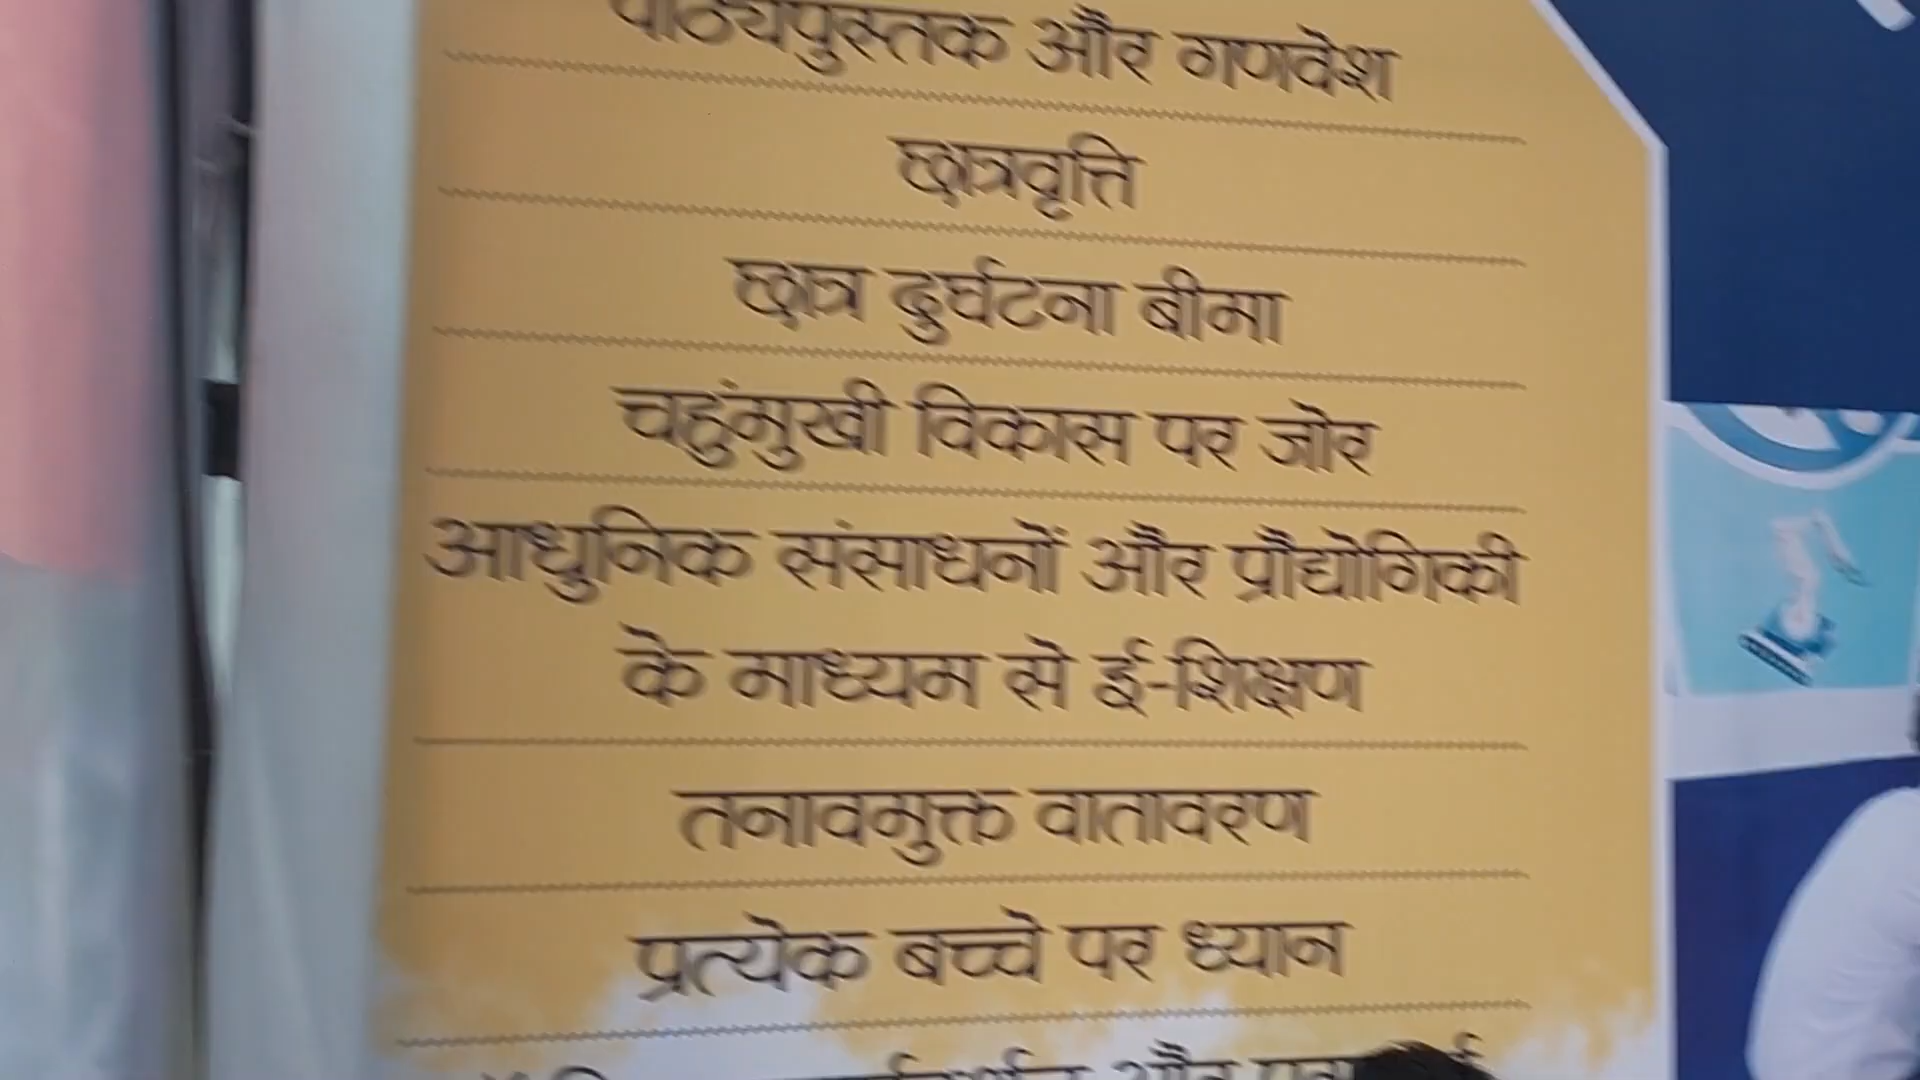 पाठ्यपुस्तक और गणवेश
छात्रवृत्ति
छात्र दुर्घटना बीमा
चहुंमुखी विकास पर जोर
आधुनिक संसाधनों और प्रौद्योगिकी
के माध्यम से ई-शिक्षण
तनावमुक्त वातावरण
प्रत्येक बच्चे पर ध्यान
और